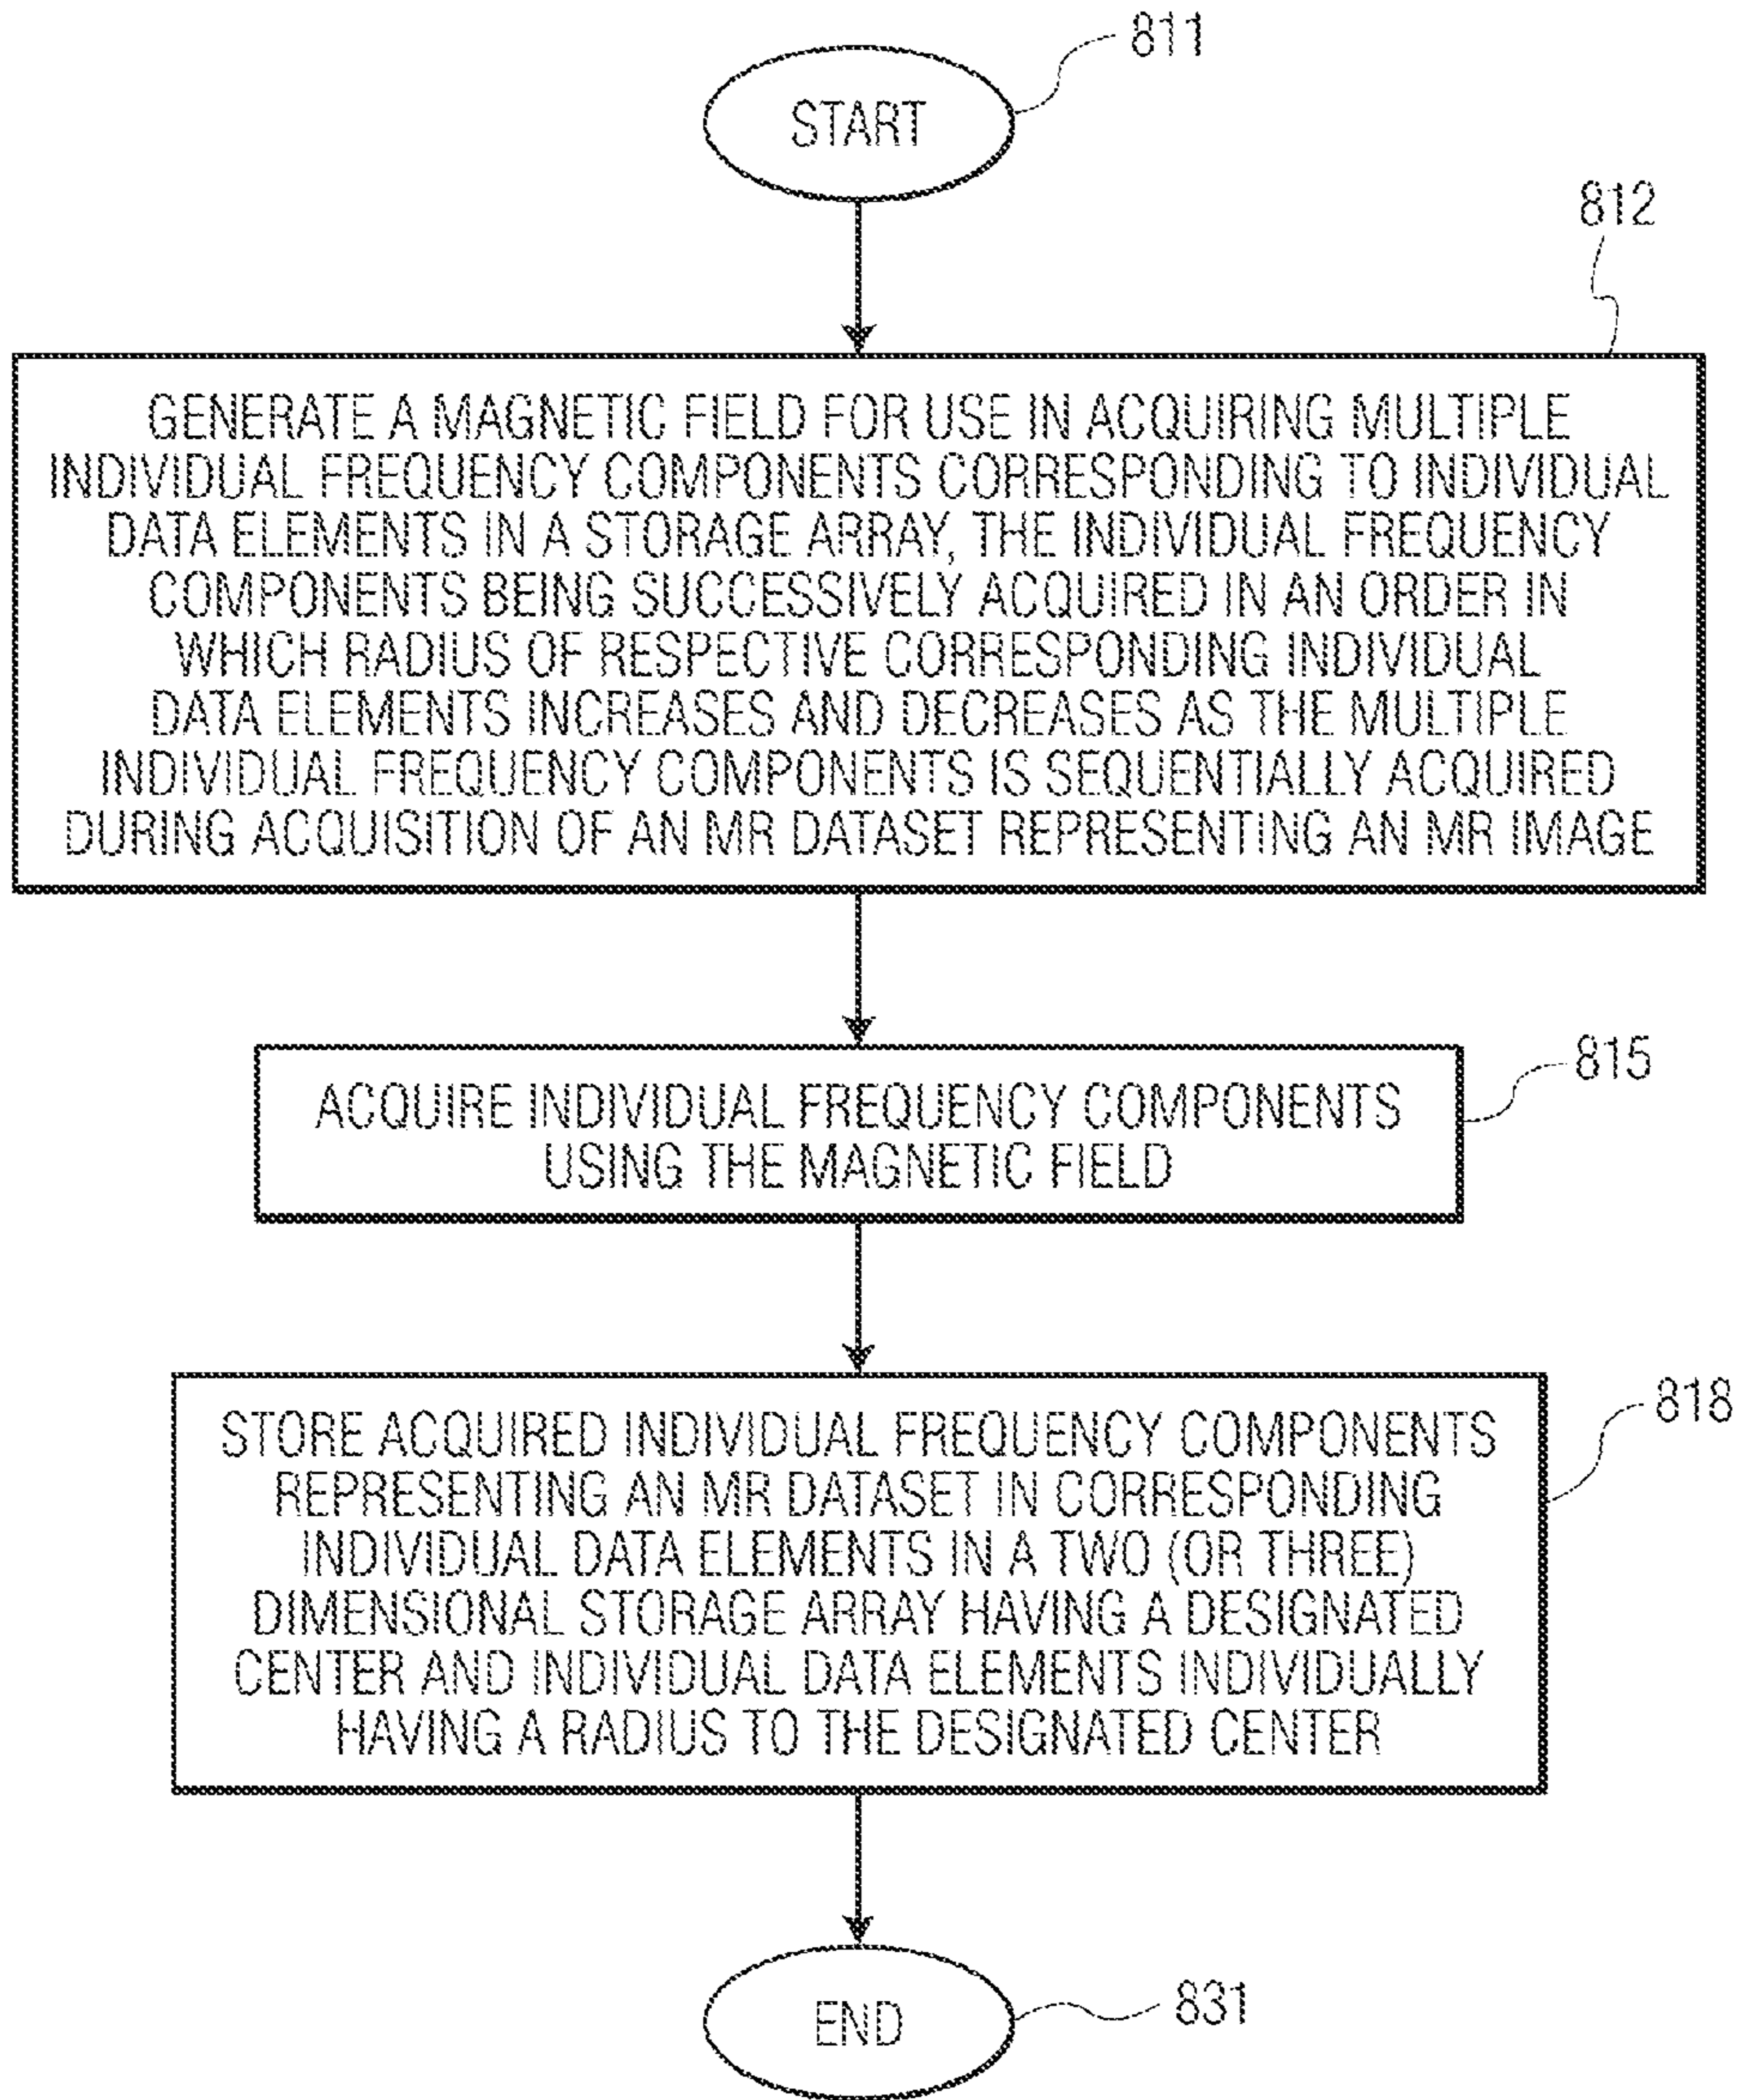 811
START
812
GENERATE A MAGNETIC FIELD FOR USE IN ACQUIRING MULTIPLE
INDIVIDUAL FREQUENCY COMPONENTS CORRESPONDING TO INDIVIDUAL
DATA ELEMENTS IN A STORAGE ARRAY, THE INDIVIDUAL FREQUENCY
COMPONENTS BEING SUCCESSIVELY ACQUIRED IN AN ORDER IN
WHICH RADIUS OF RESPECTIVE CORRESPONDING INDIVIDUAL
DATA ELEMENTS INCREASES AND DECREASES AS THE MULTIPLE
INDIVIDUAL FREQUENCY COMPONENTS IS SEQUENTIALLY ACQUIRED
DURING ACQUISITION OF AN MR DATASET REPRESENTING AN MR IMAGE
815
ACQUIRE INDIVIDUAL FREQUENCY COMPONENTS
USING THE MAGNETIC FIELD
818
STORE ACQUIRED INDIVIDUAL FREQUENCY COMPONENTS
REPRESENTING AN MR DATASET IN CORRESPONDING
INDIVIDUAL DATA ELEMENTS IN A TWO (OR THREE)
DIMENSIONAL STORAGE ARRAY HAVING A DESIGNATED
CENTER AND INDIVIDUAL DATA ELEMENTS INDIVIDUALLY
HAVING A RADIUS TO THE DESIGNATED CENTER
END
831